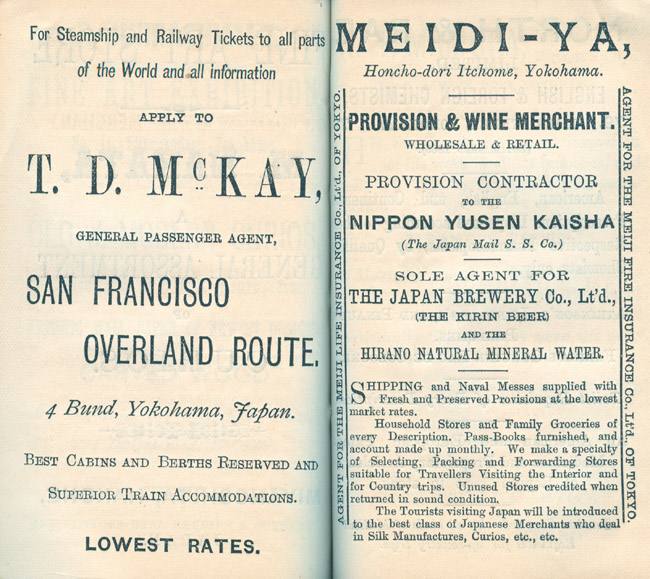 For Steamship and Railway Tickets to all parts
of the World and all information
APPLY TO
T. D. McKAY,
GENERAL PASSENGER AGENT,
SAN FRANCISCO
OVERLAND ROUTE.
4 Bund, Yokohama, Japan.
BEST CABINS AND BERTHS RESERVED AND
SUPERIOR TRAIN ACCOMMODATIONS.
LOWEST RATES.
MEIDI-YA,
Honcho-dori Itchome, Yokohama.
AGENT FOR THE MEIJI LIFE INSURANCE Co., Lt'd., OF YOKYO.
PROVISION & WINE MERCHANT.
WHOLESALE & RETAIL.
PROVISION CONTRACTOR
TO THE
NIPPON YUSEN KAISHA
(The Japan Mail S. S. Co.)
SOLE AGENT FOR
THE JAPAN BREWERY Co., Lt'd.,
(THE KIRIN BEER)
AND THE
HIRANO NATURAL MINERAL WATER.
SHIPPING and Naval Messes supplied with
Fresh and Preserved Provisions at the lowest
market rates.
Household Stores and Family Groceries of
every Description. Pass-Books furnished, and
account made up monthly. We make a specialty
of Selecting, Packing and Forwarding Stores
suitable for Travellers Visiting the Interior and
for Country trips. Unused Stores credited when
returned in sound condition.
The Tourists visiting Japan will be introduced
to the best class of Japanese Merchants who deal
in Silk Manufactures, Curios, etc., etc.
AGENT FOR THE MEIJI FIRE INSURANCE Co., Lt'd., OF TOKYO.